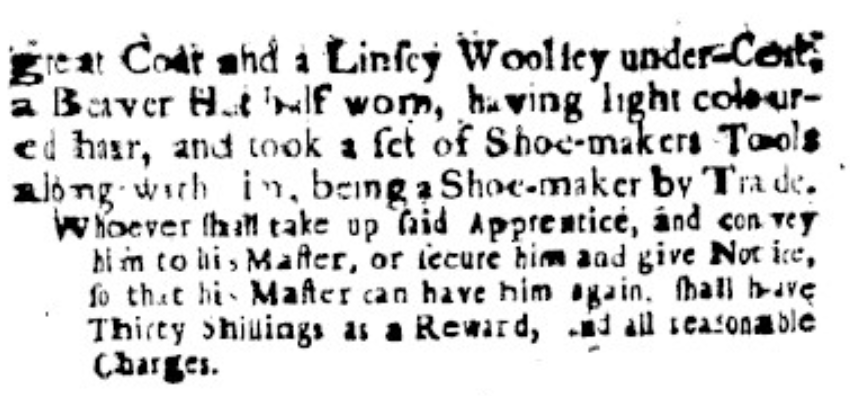 great Coat and a Linſey Woolſey under-Coat,
a Beaver Hat half worn, having light colour-
ed hair, and took a ſet of Shoe-makers Tools
along with him, being a Shoe-maker by Trade.
Whoever ſhall take up ſaid Apprentice, and convey
him to his Maſter, or ſecure him and give Notice,
ſo that his Maſter can have him again, ſhall have
Thirty Shillings as a Reward, and all reaſonable
Charges.